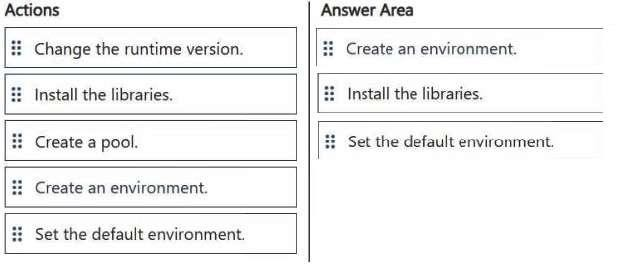 Actions
Change the runtime version.
Install the libraries.
Create a pool.
Create an environment.
Set the default environment.
Answer Area
Create an environment.
Install the libraries.
Set the default environment.